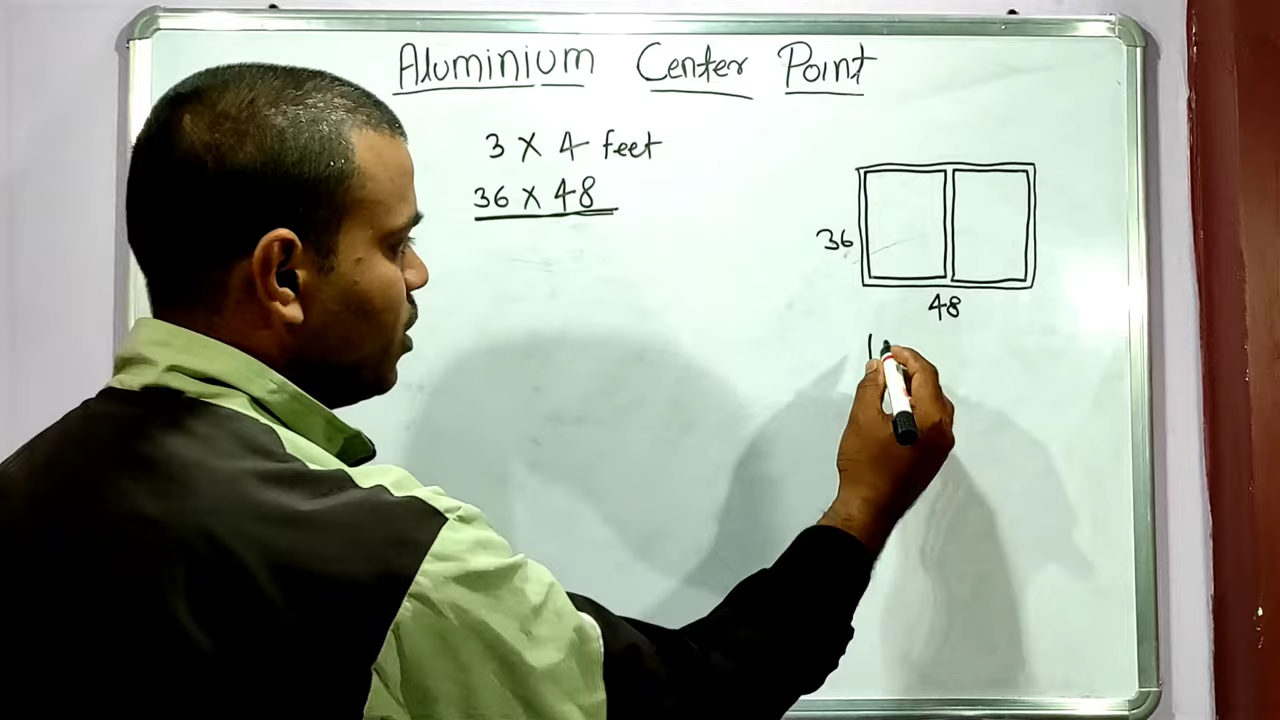 Aluminium Center Point
3 X 4 feet
36 X 48
36
48